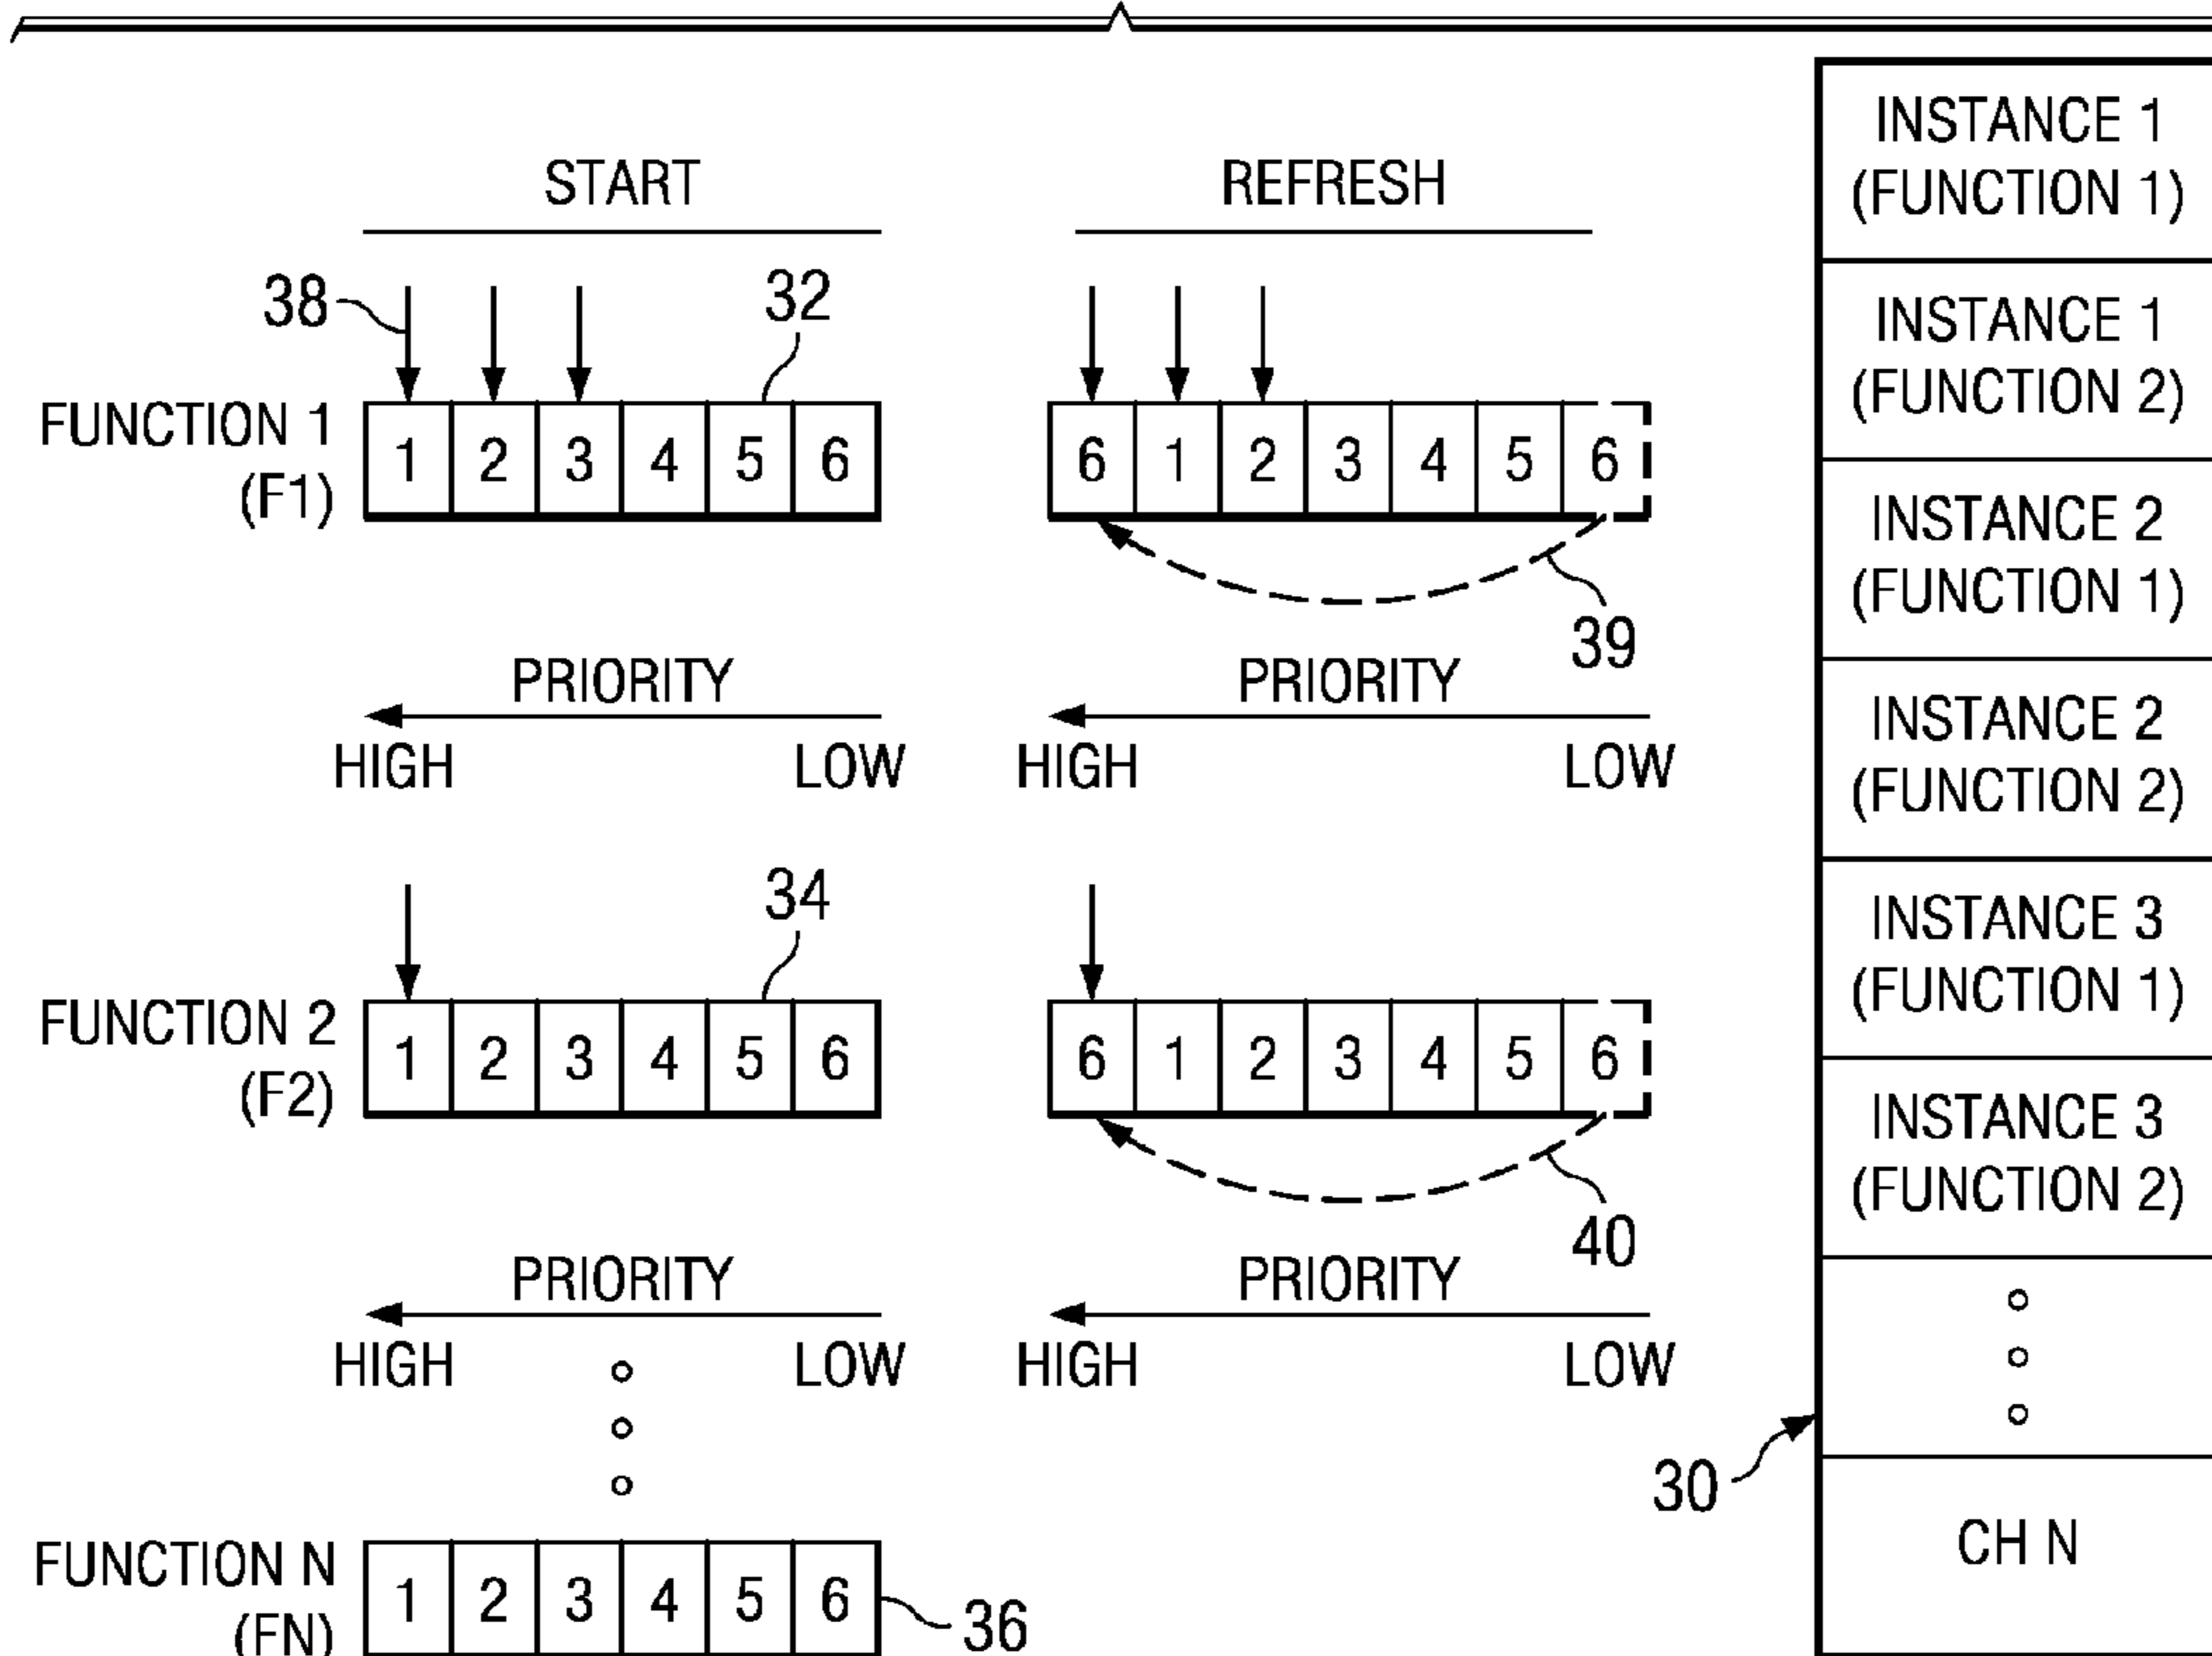 START
REFRESH
38
32
FUNCTION 1
(F1)
1 2 3 4 5 6
6 1 2 3 4 5 6
39
PRIORITY
HIGH LOW
PRIORITY
HIGH LOW
34
FUNCTION 2
(F2)
1 2 3 4 5 6
6 1 2 3 4 5 6
40
PRIORITY
HIGH LOW
PRIORITY
HIGH LOW
FUNCTION N
(FN)
1 2 3 4 5 6
36
INSTANCE 1
(FUNCTION 1)
INSTANCE 1
(FUNCTION 2)
INSTANCE 2
(FUNCTION 1)
INSTANCE 2
(FUNCTION 2)
INSTANCE 3
(FUNCTION 1)
INSTANCE 3
(FUNCTION 2)
30
CH N